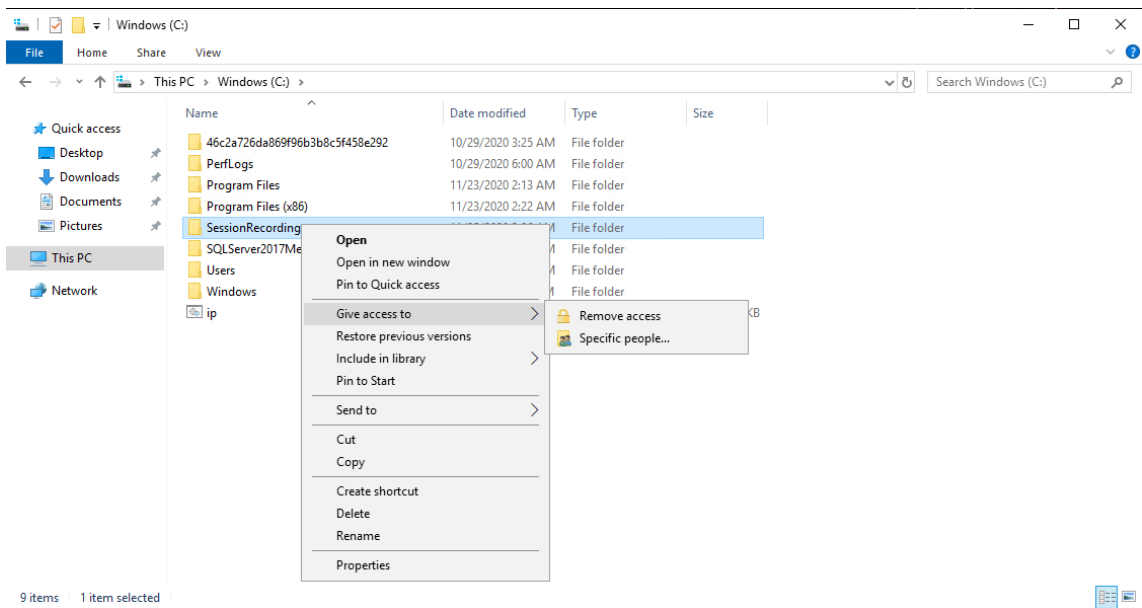 Windows (C:)
File Home Share View
This PC > Windows (C:) >
Search Windows (C:)
Name Date modified Type Size
Quick access
Desktop
Downloads
Documents
Pictures
This PC
Network
46c2a726da869f96b3b8c5f458e292 10/29/2020 3:25 AM File folder
PerfLogs 10/29/2020 6:00 AM File folder
Program Files 11/23/2020 2:13 AM File folder
Program Files (x86) 11/23/2020 2:22 AM File folder
SessionRecording File folder
SQLServer2017Me File folder
Users File folder
Windows File folder
ip KB
Open
Open in new window
Pin to Quick access
Give access to
Restore previous versions
Include in library
Pin to Start
Send to
Cut
Copy
Create shortcut
Delete
Rename
Properties
Remove access
Specific people...
9 items 1 item selected